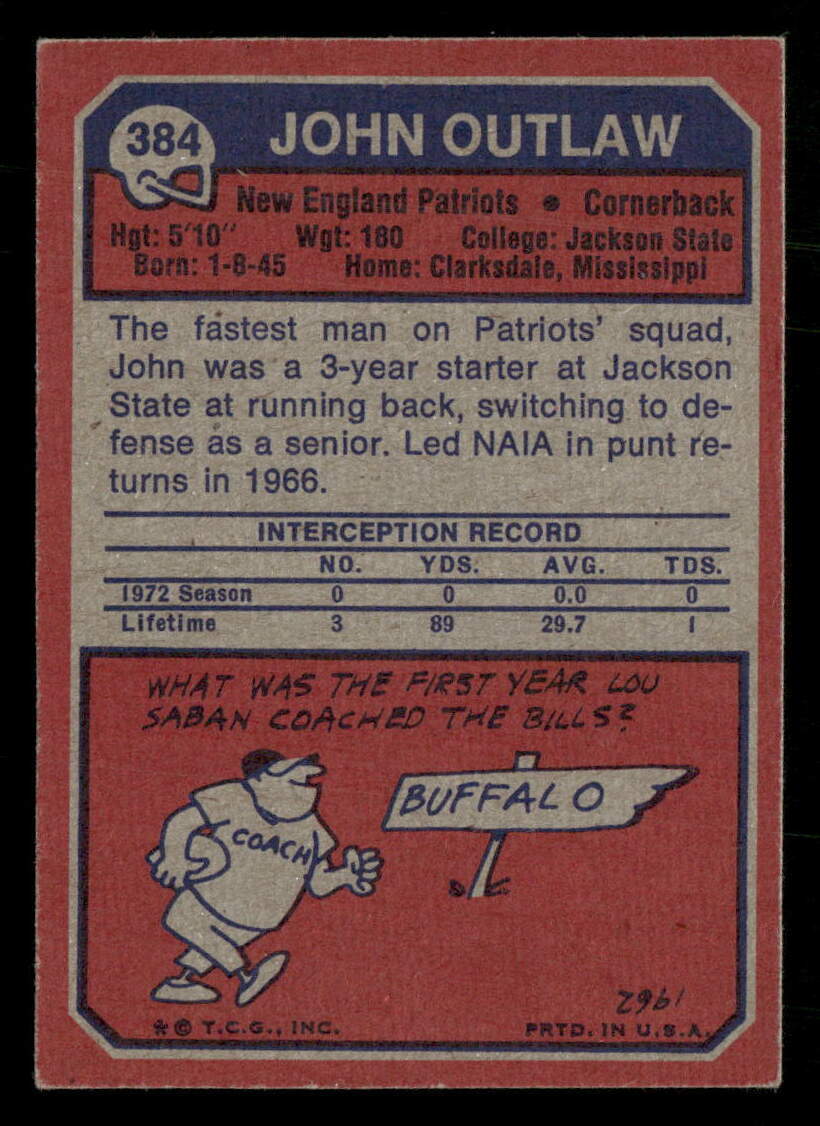 384 JOHN OUTLAW
New England Patriots • Cornerback
Hgt: 5'10" Wgt: 180 College: Jackson State
Born: 1-8-45 Home: Clarksdale, Mississippi
The fastest man on Patriots' squad,
John was a 3-year starter at Jackson
State at running back, switching to de-
fense as a senior. Led NAIA in punt re-
turns in 1966.
INTERCEPTION RECORD
NO. YDS. AVG. TDS.
1972 Season 0 0 0.0 0
Lifetime 3 89 29.7 1
WHAT WAS THE FIRST YEAR LOU
SABAN COACHED THE BILLS?
BUFFALO
COACH
1962
* © T.C.G., INC. PRTD. IN U.S.A.